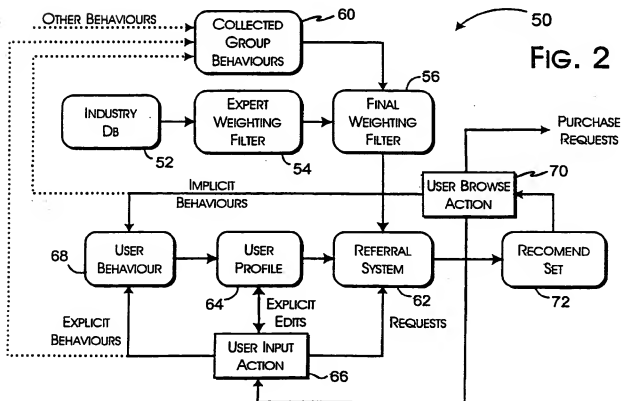 OTHER BEHAVIOURS
COLLECTED
GROUP
BEHAVIOURS
60
50
FIG. 2
56
INDUSTRY
DB
52
EXPERT
WEIGHTING
FILTER
54
FINAL
WEIGHTING
FILTER
PURCHASE
REQUESTS
70
USER BROWSE
ACTION
IMPLICIT
BEHAVIOURS
68
USER
BEHAVIOUR
USER
PROFILE
64
REFERRAL
SYSTEM
62
RECOMEND
SET
72
EXPLICIT
BEHAVIOURS
EXPLICIT
EDITS
REQUESTS
USER INPUT
ACTION
66